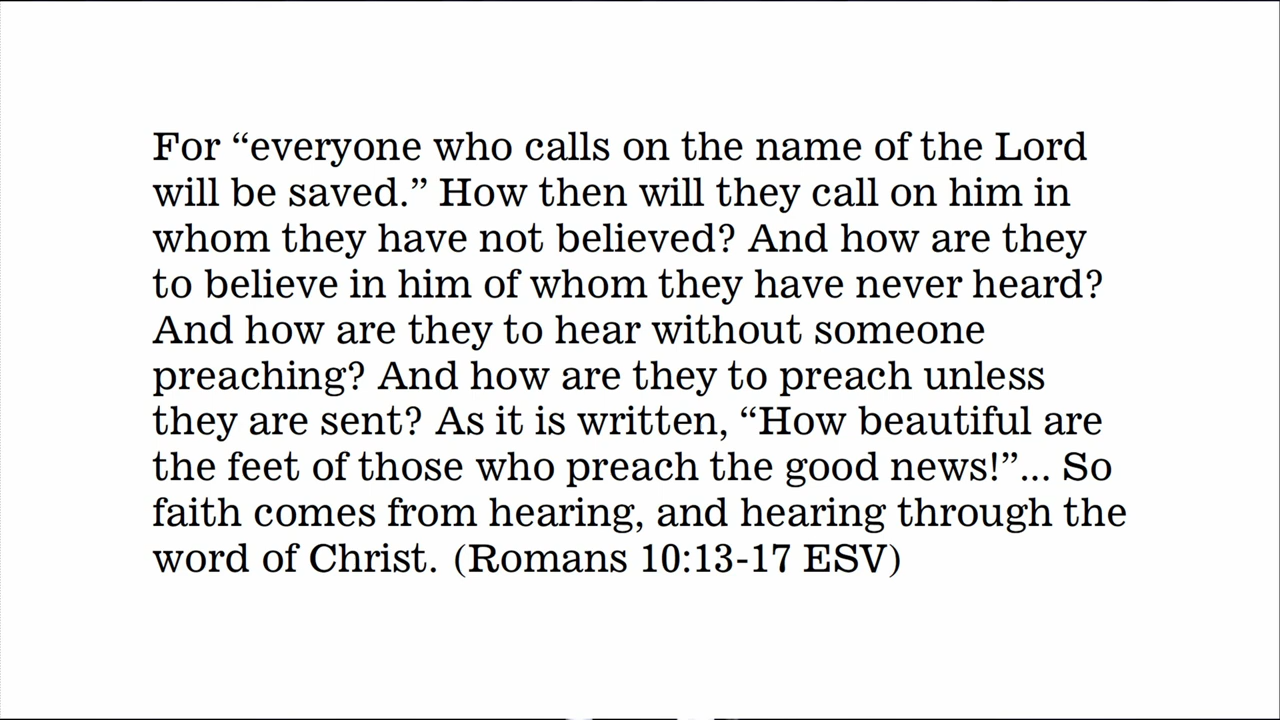 For “everyone who calls on the name of the Lord
will be saved.” How then will they call on him in
whom they have not believed? And how are they
to believe in him of whom they have never heard?
And how are they to hear without someone
preaching? And how are they to preach unless
they are sent? As it is written, “How beautiful are
the feet of those who preach the good news!”... So
faith comes from hearing, and hearing through the
word of Christ. (Romans 10:13-17 ESV)